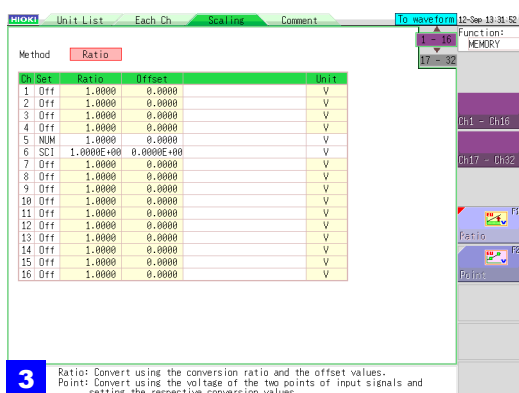 HIOKI Unit List Each Ch Scaling Comment To waveform 12-Sep 13:31:52
Function:
MEMORY
1 - 16
17 - 32
Method Ratio
Ch Set Ratio Offset Unit
1 Off 1.0000 0.0000 V
2 Off 1.0000 0.0000 V
3 Off 1.0000 0.0000 V
4 Off 1.0000 0.0000 V
5 NUM 1.0000 0.0000 V
6 SCI 1.0000E+00 0.0000E+00 V
7 Off 1.0000 0.0000 V
8 Off 1.0000 0.0000 V
9 Off 1.0000 0.0000 V
10 Off 1.0000 0.0000 V
11 Off 1.0000 0.0000 V
12 Off 1.0000 0.0000 V
13 Off 1.0000 0.0000 V
14 Off 1.0000 0.0000 V
15 Off 1.0000 0.0000 V
16 Off 1.0000 0.0000 V
Ch1 - Ch16
Ch17 - Ch32
Ratio
Point
3
Ratio: Convert using the conversion ratio and the offset values.
Point: Convert using the voltage of the two points of input signals and
setting the respective conversion values